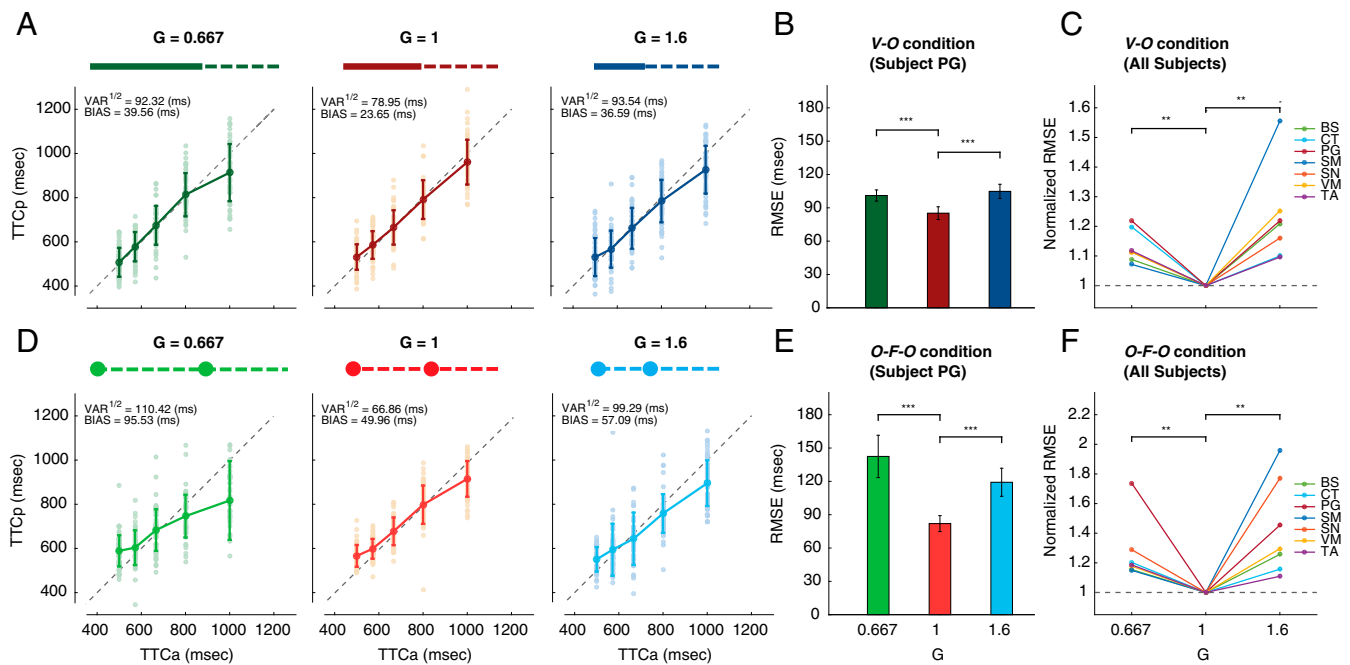 A
G = 0.667
G = 1
G = 1.6
VAR1/2 = 92.32 (ms)
BIAS = 39.56 (ms)
VAR1/2 = 78.95 (ms)
BIAS = 23.65 (ms)
VAR1/2 = 93.54 (ms)
BIAS = 36.59 (ms)
TTCp (msec)
1200
1000
800
600
400
B
V-O condition
(Subject PG)
RMSE (msec)
180
150
120
90
60
30
0
***
***
C
V-O condition
(All Subjects)
Normalized RMSE
1.6
1.5
1.4
1.3
1.2
1.1
1
**
**
BS
CT
PG
SM
SN
VM
TA
D
G = 0.667
G = 1
G = 1.6
VAR1/2 = 110.42 (ms)
BIAS = 95.53 (ms)
VAR1/2 = 66.86 (ms)
BIAS = 49.96 (ms)
VAR1/2 = 99.29 (ms)
BIAS = 57.09 (ms)
TTCp (msec)
1200
1000
800
600
400
400 600 800 1000 1200
400 600 800 1000 1200
400 600 800 1000 1200
TTCa (msec)
TTCa (msec)
TTCa (msec)
E
O-F-O condition
(Subject PG)
RMSE (msec)
180
150
120
90
60
30
0
***
***
0.667 1 1.6
G
F
O-F-O condition
(All Subjects)
Normalized RMSE
2.2
2
1.8
1.6
1.4
1.2
1
**
**
BS
CT
PG
SM
SN
VM
TA
0.667 1 1.6
G